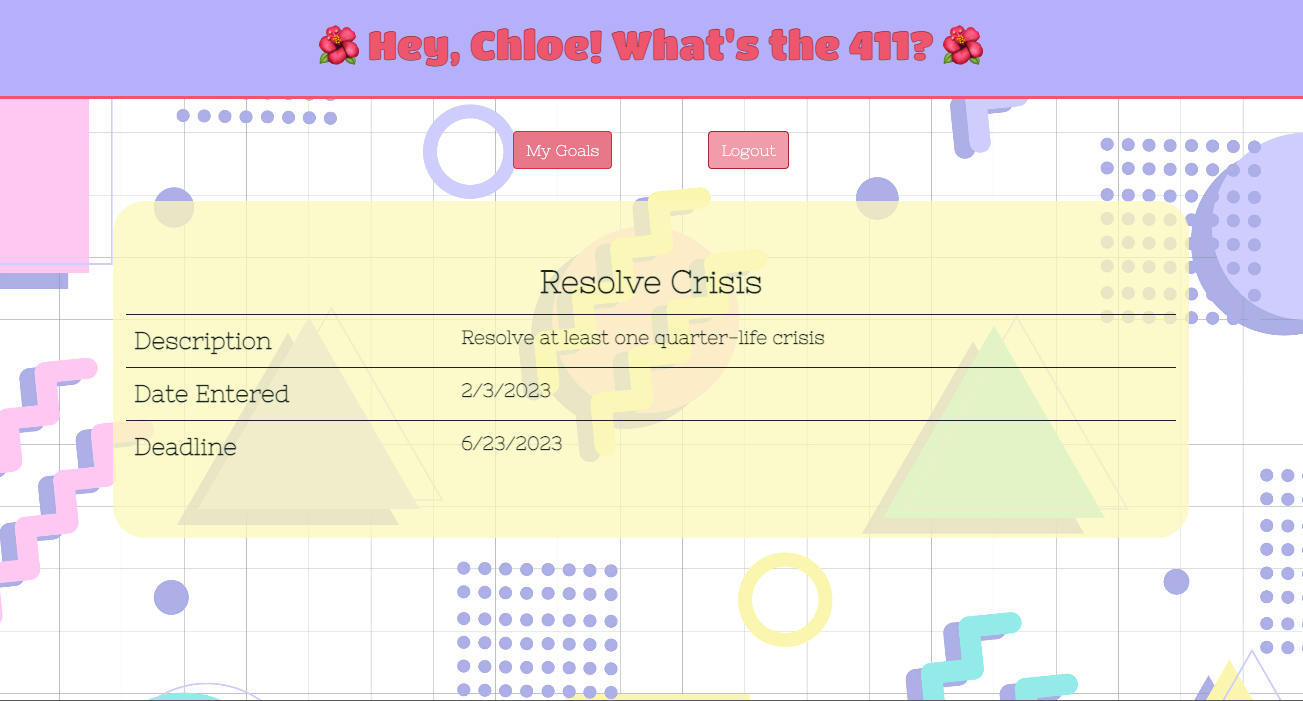 🌺 Hey, Chloe! What's the 411? 🌺
My Goals Logout
Resolve Crisis
Description Resolve at least one quarter-life crisis
Date Entered 2/3/2023
Deadline 6/23/2023